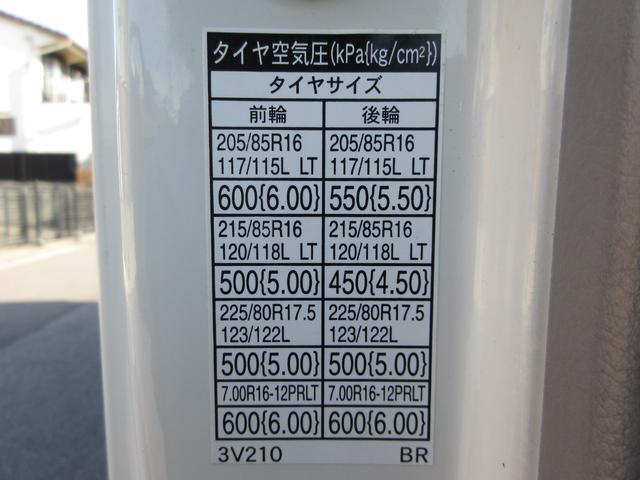 タイヤ空気圧(kPa{kg/cm²})
タイヤサイズ
前輪 後輪
205/85R16 205/85R16
117/115L LT 117/115L LT
600{6.00} 550{5.50}
215/85R16 215/85R16
120/118L LT 120/118L LT
500{5.00} 450{4.50}
225/80R17.5 225/80R17.5
123/122L 123/122L
500{5.00} 500{5.00}
7.00R16-12PRLT 7.00R16-12PRLT
600{6.00} 600{6.00}
3V210 BR